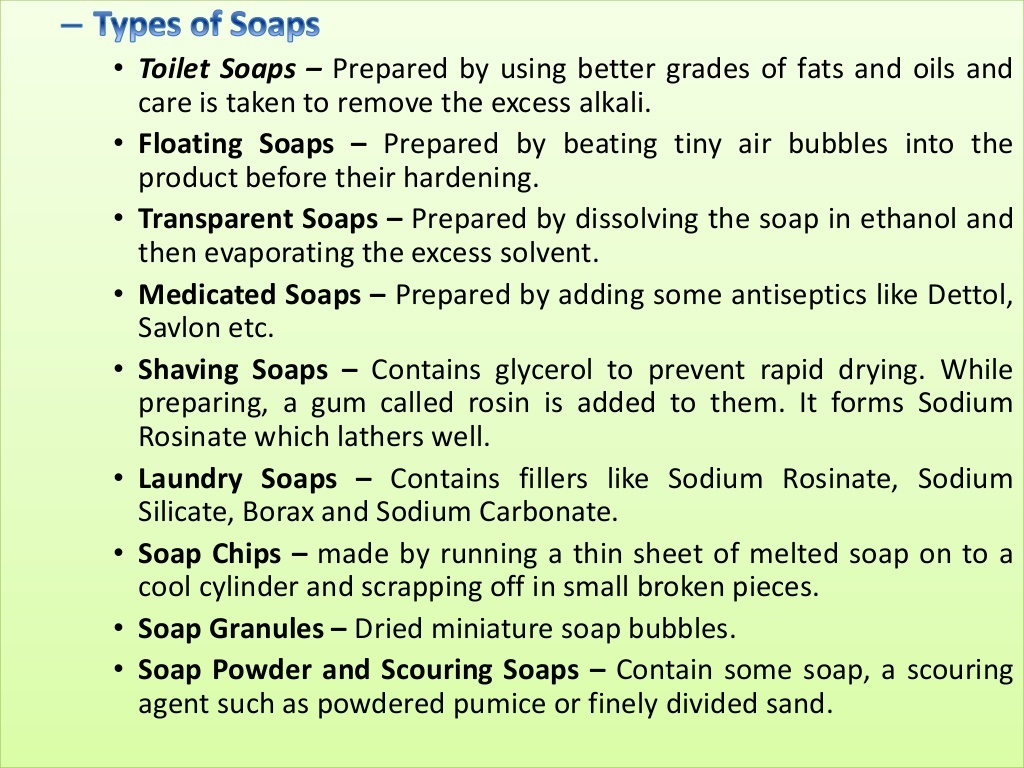 – Types of Soaps
• Toilet Soaps – Prepared by using better grades of fats and oils and
care is taken to remove the excess alkali.
• Floating Soaps – Prepared by beating tiny air bubbles into the
product before their hardening.
• Transparent Soaps – Prepared by dissolving the soap in ethanol and
then evaporating the excess solvent.
• Medicated Soaps – Prepared by adding some antiseptics like Dettol,
Savlon etc.
• Shaving Soaps – Contains glycerol to prevent rapid drying. While
preparing, a gum called rosin is added to them. It forms Sodium
Rosinate which lathers well.
• Laundry Soaps – Contains fillers like Sodium Rosinate, Sodium
Silicate, Borax and Sodium Carbonate.
• Soap Chips – made by running a thin sheet of melted soap on to a
cool cylinder and scrapping off in small broken pieces.
• Soap Granules – Dried miniature soap bubbles.
• Soap Powder and Scouring Soaps – Contain some soap, a scouring
agent such as powdered pumice or finely divided sand.